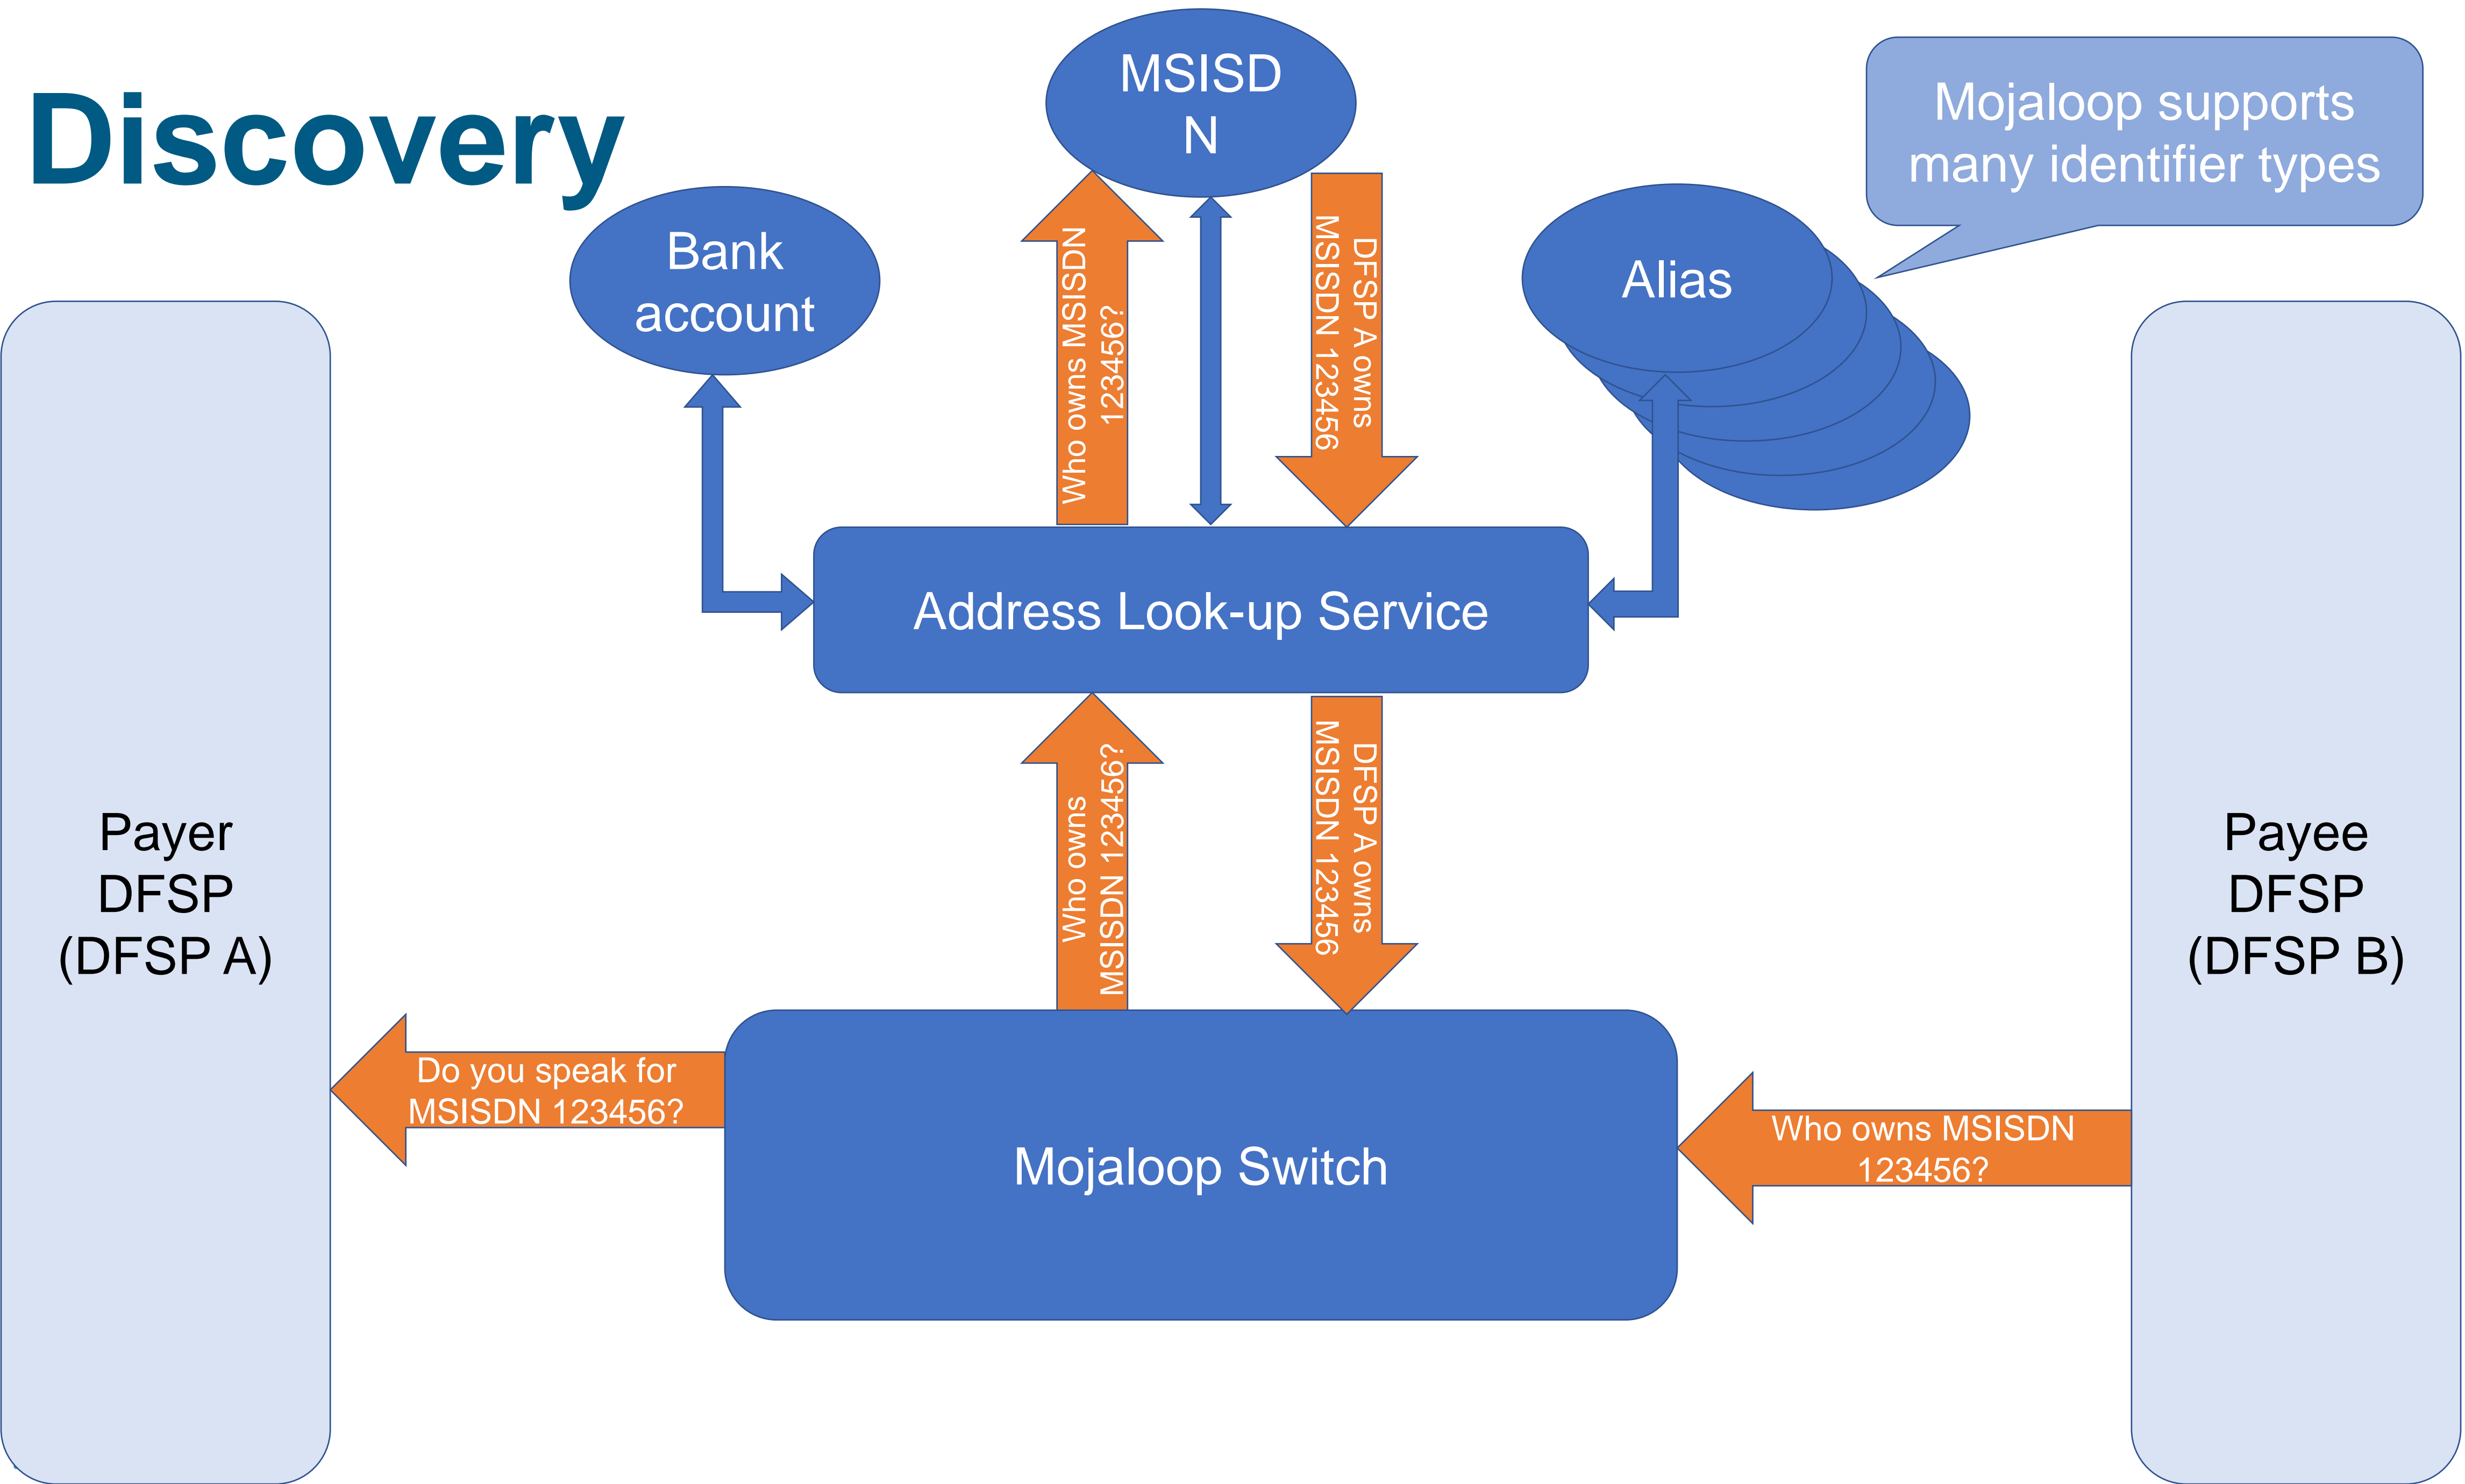 Discovery
MSISD
N
Mojaloop supports
many identifier types
Bank
account
Alias
Who owns MSISDN
123456?
DFSP A owns
MSISDN 123456
Address Look-up Service
Who owns
MSISDN 123456?
DFSP A owns
MSISDN 123456
Payer
DFSP
(DFSP A)
Payee
DFSP
(DFSP B)
Do you speak for
MSISDN 123456?
Mojaloop Switch
Who owns MSISDN
123456?